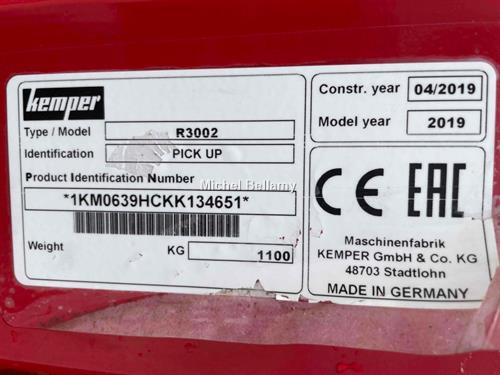 kemper
Type / Model R3002
Identification PICK UP
Product Identification Number
*1KM0639HCKK134651*
Weight KG 1100
Constr. year 04/2019
Model year 2019
CE EAC
Maschinenfabrik
KEMPER GmbH & Co. KG
48703 Stadtlohn
MADE IN GERMANY
Michel Bellamy